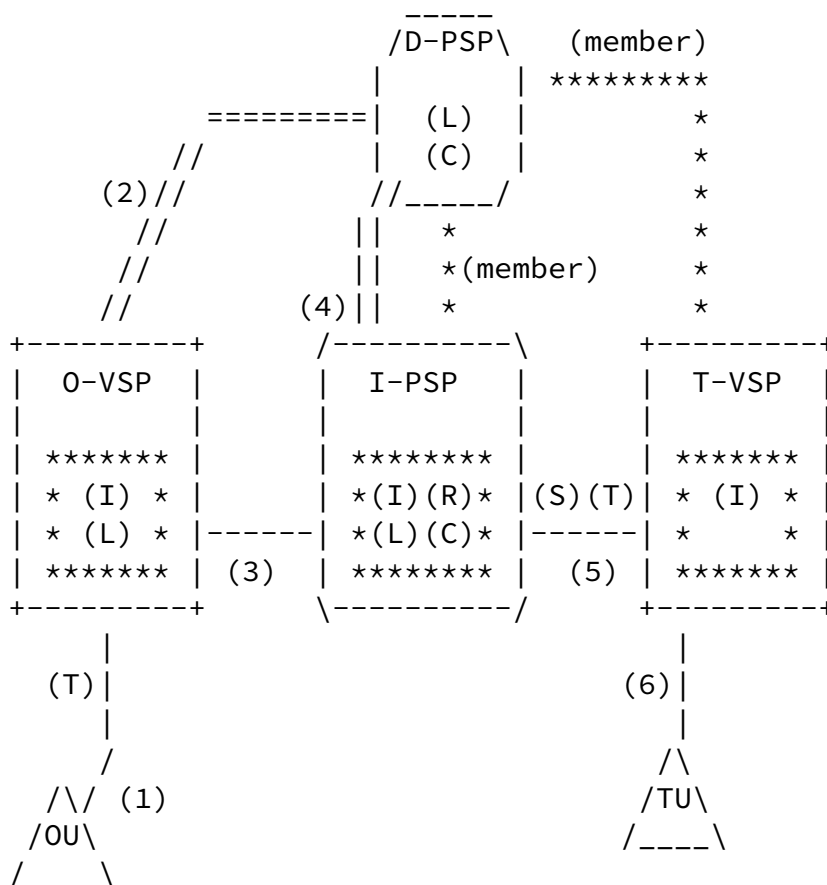 D-PSP (member)
(L)
(C)
(2)
(member)
(4)
O-VSP I-PSP T-VSP
(I) (I)(R) (S)(T) (I)
(L) (L)(C)
(3) (5)
(T) (6)
(1) TU
OU